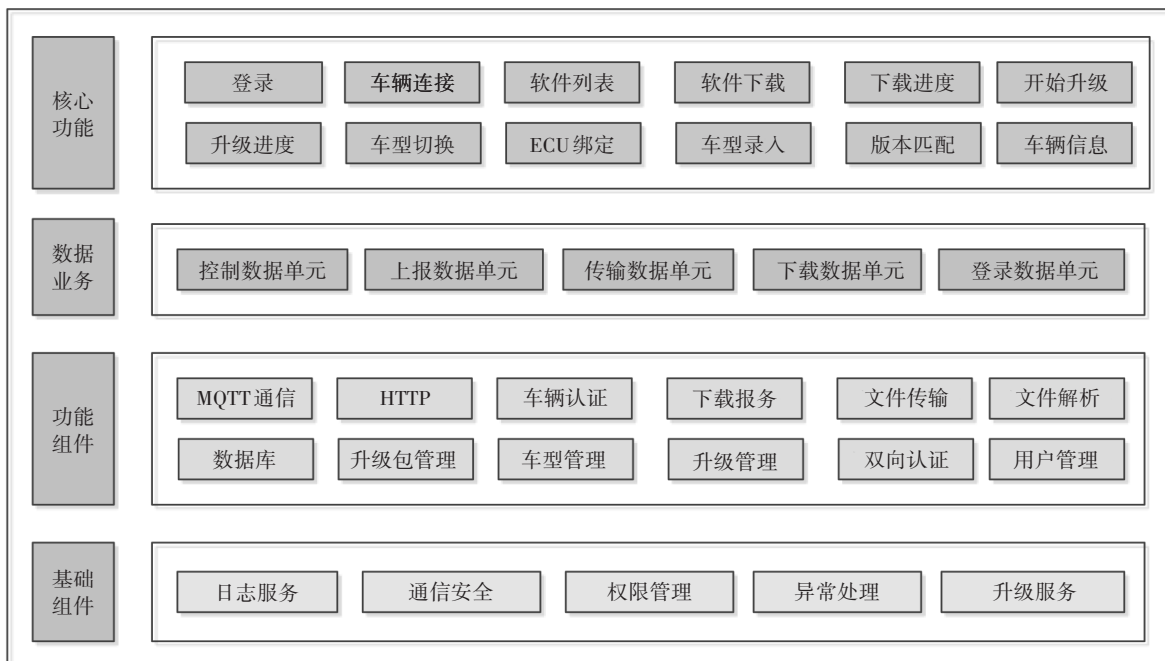 核心
功能
登录 车辆连接 软件列表 软件下载 下载进度 开始升级
升级进度 车型切换 ECU绑定 车型录入 版本匹配 车辆信息
数据
业务
控制数据单元 上报数据单元 传输数据单元 下载数据单元 登录数据单元
功能
组件
MQTT通信 HTTP 车辆认证 下载报务 文件传输 文件解析
数据库 升级包管理 车型管理 升级管理 双向认证 用户管理
基础
组件
日志服务 通信安全 权限管理 异常处理 升级服务